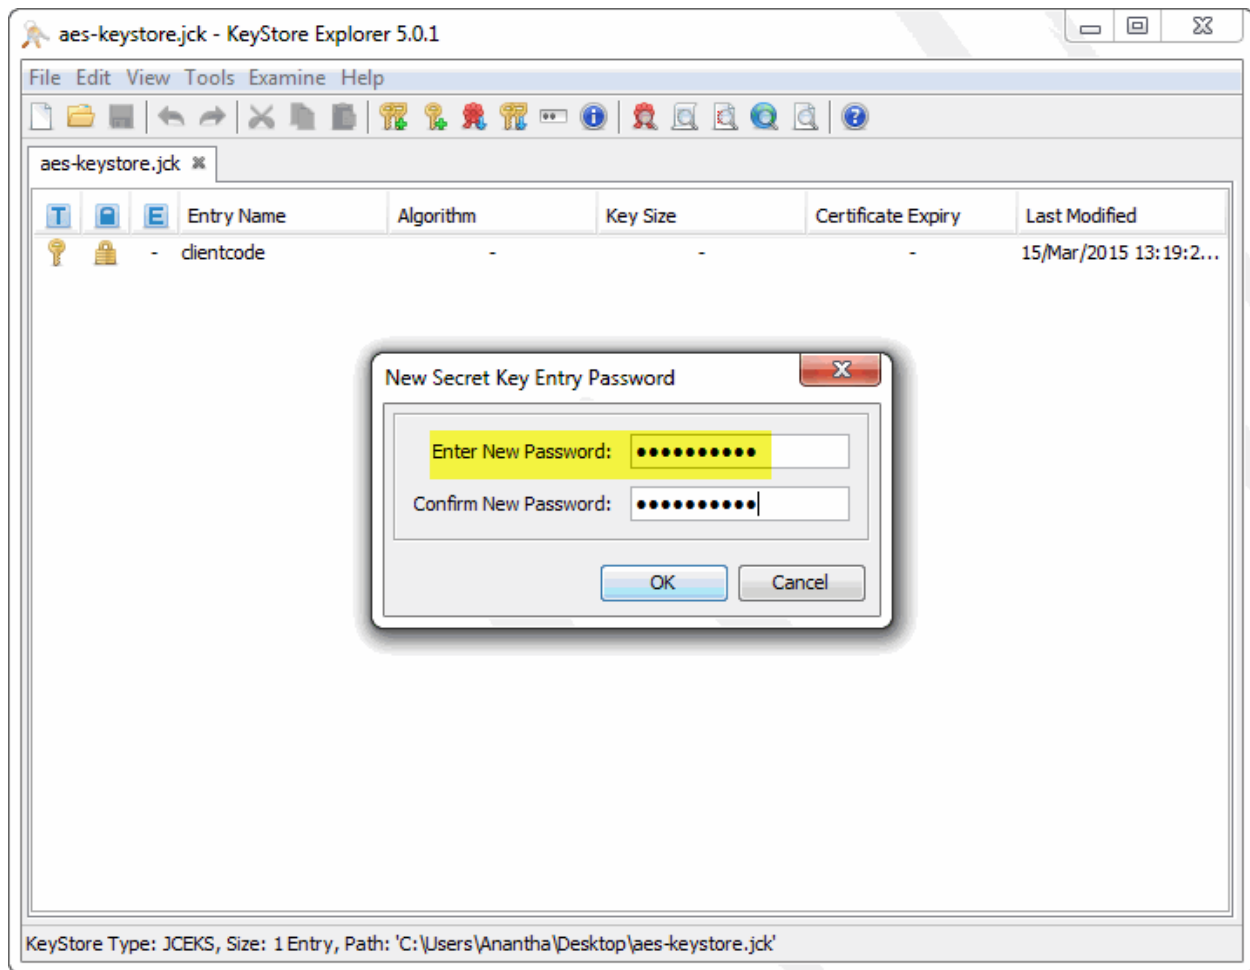 aes-keystore.jck - KeyStore Explorer 5.0.1
File Edit View Tools Examine Help
aes-keystore.jck
T E Entry Name Algorithm Key Size Certificate Expiry Last Modified
- clientcode - - - 15/Mar/2015 13:19:2...
New Secret Key Entry Password
Enter New Password: ●●●●●●●●●●
Confirm New Password: ●●●●●●●●●●
OK Cancel
KeyStore Type: JCEKS, Size: 1 Entry, Path: 'C:\Users\Anantha\Desktop\aes-keystore.jck'